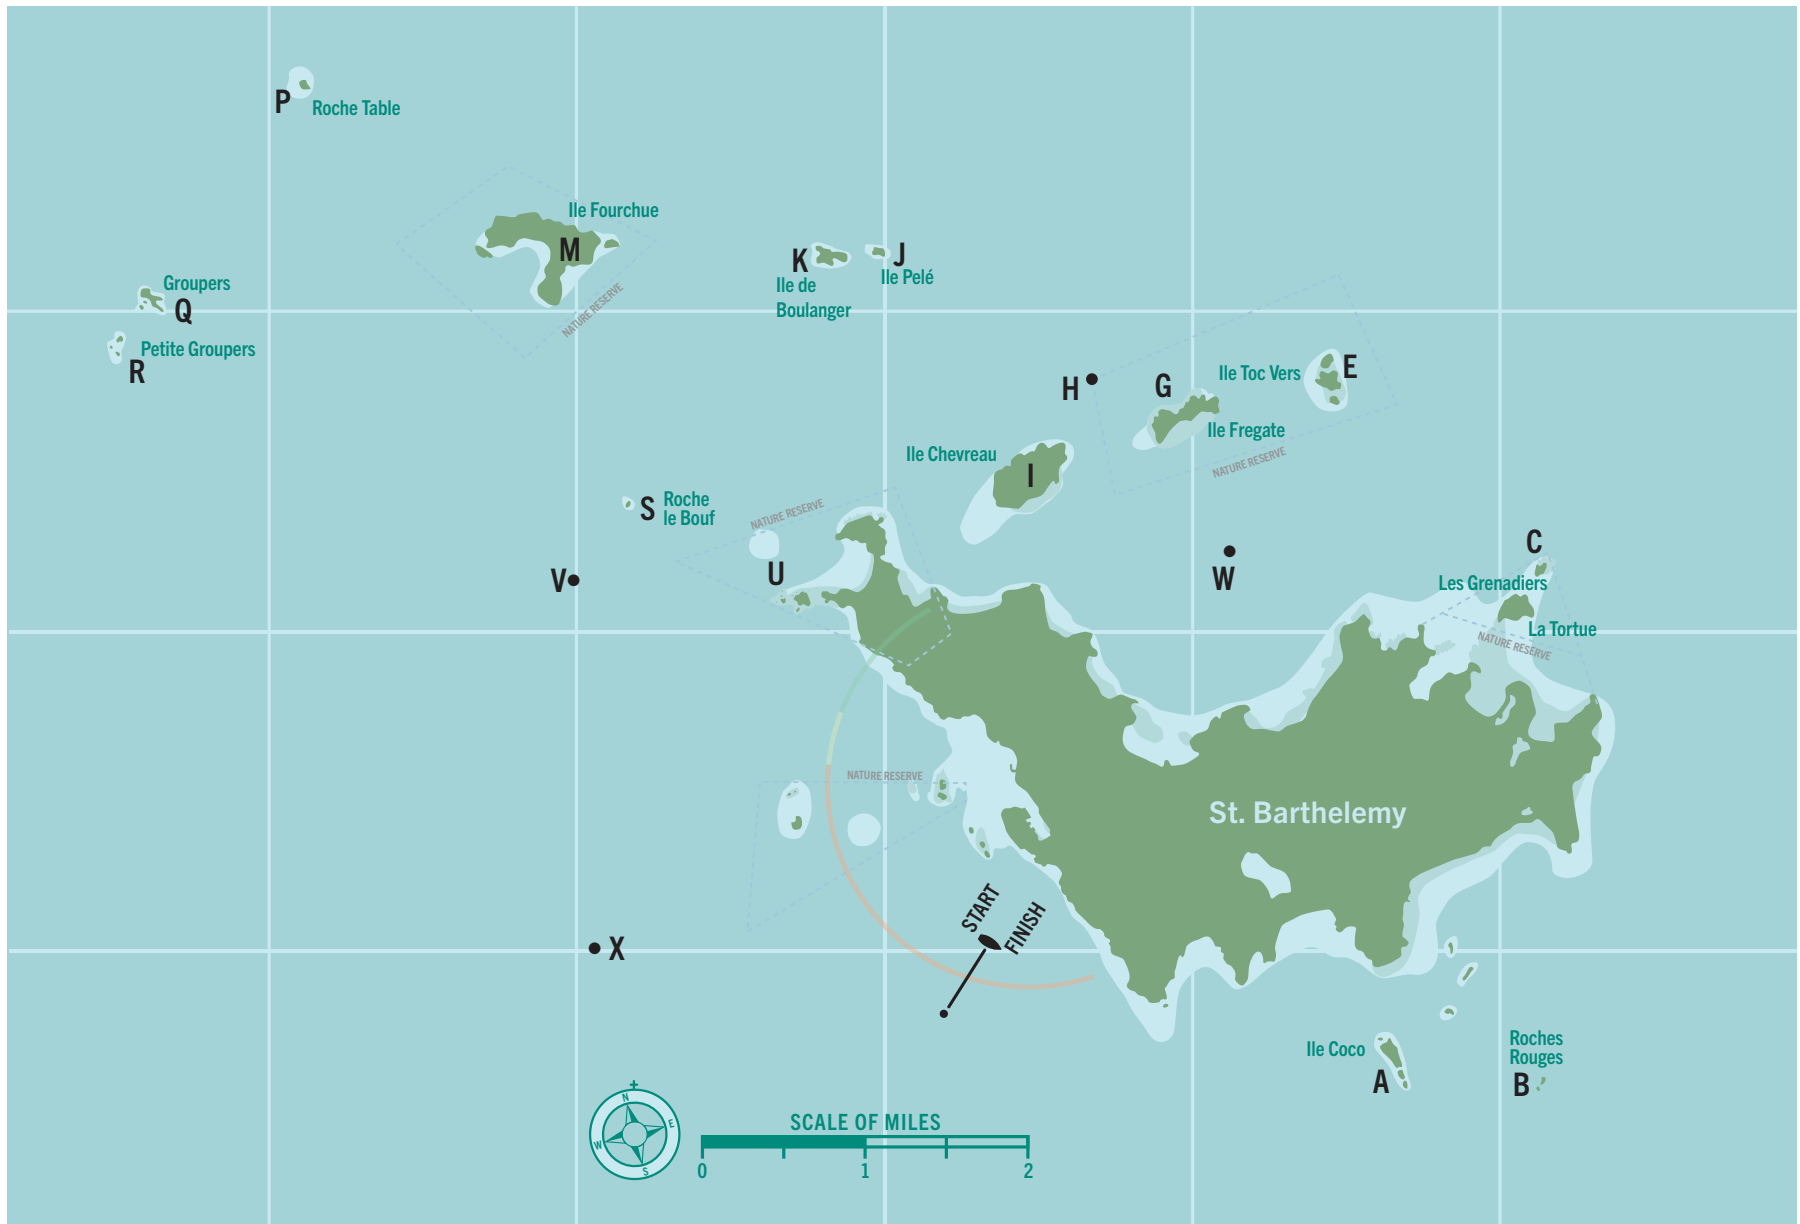 P
Roche Table
Ile Fourchue
M
NATURE RESERVE
K
J
Ile Pelé
Ile de
Boulanger
Groupers
Q
Petite Groupers
R
H
G
Ile Toc Vers
E
Ile Fregate
NATURE RESERVE
Ile Chevreau
I
S
Roche
le Bouf
NATURE RESERVE
U
V
W
C
Les Grenadiers
La Tortue
NATURE RESERVE
NATURE RESERVE
St. Barthelemy
START
FINISH
X
Ile Coco
A
Roches
Rouges
B
+
N
E
W
S
SCALE OF MILES
0 1 2